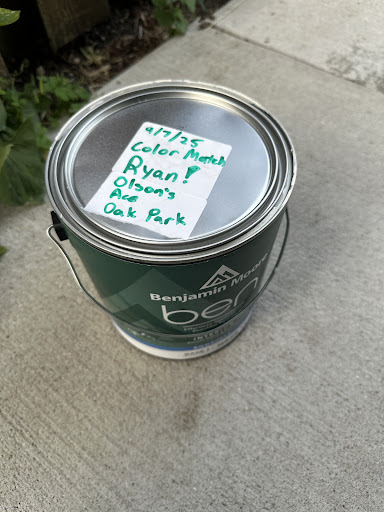 9/7/25
Color Match
Ryan!
Olson's
Ace
Oak Park
Benjamin Moore
ben